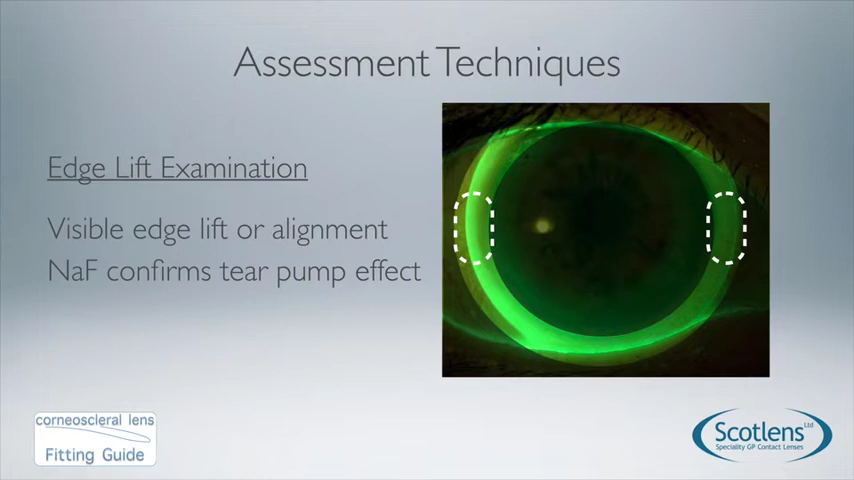 Assessment Techniques
Edge Lift Examination
Visible edge lift or alignment
NaF confirms tear pump effect
corneoscleral lens
Fitting Guide
Scotlens Ltd
Speciality GP Contact Lenses